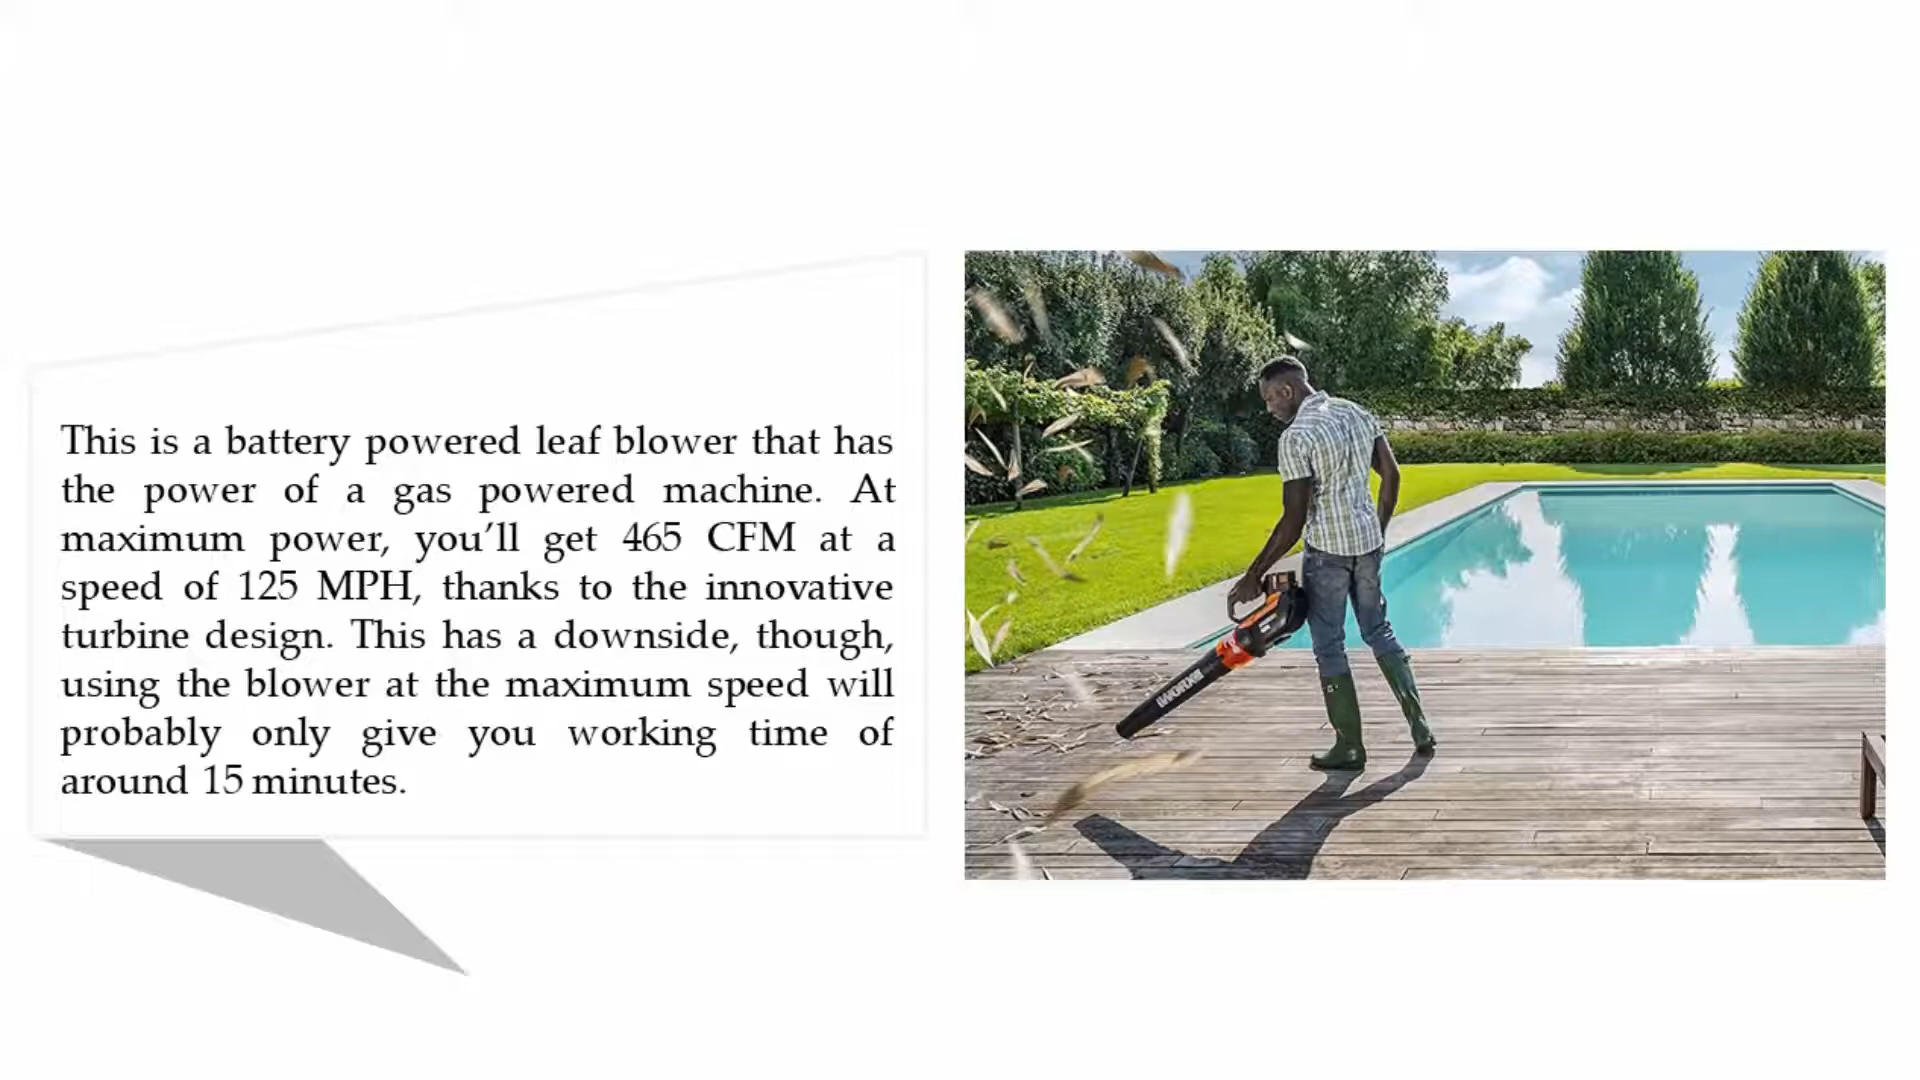 This is a battery powered leaf blower that has
the power of a gas powered machine. At
maximum power, you’ll get 465 CFM at a
speed of 125 MPH, thanks to the innovative
turbine design. This has a downside, though,
using the blower at the maximum speed will
probably only give you working time of
around 15 minutes.
WORX